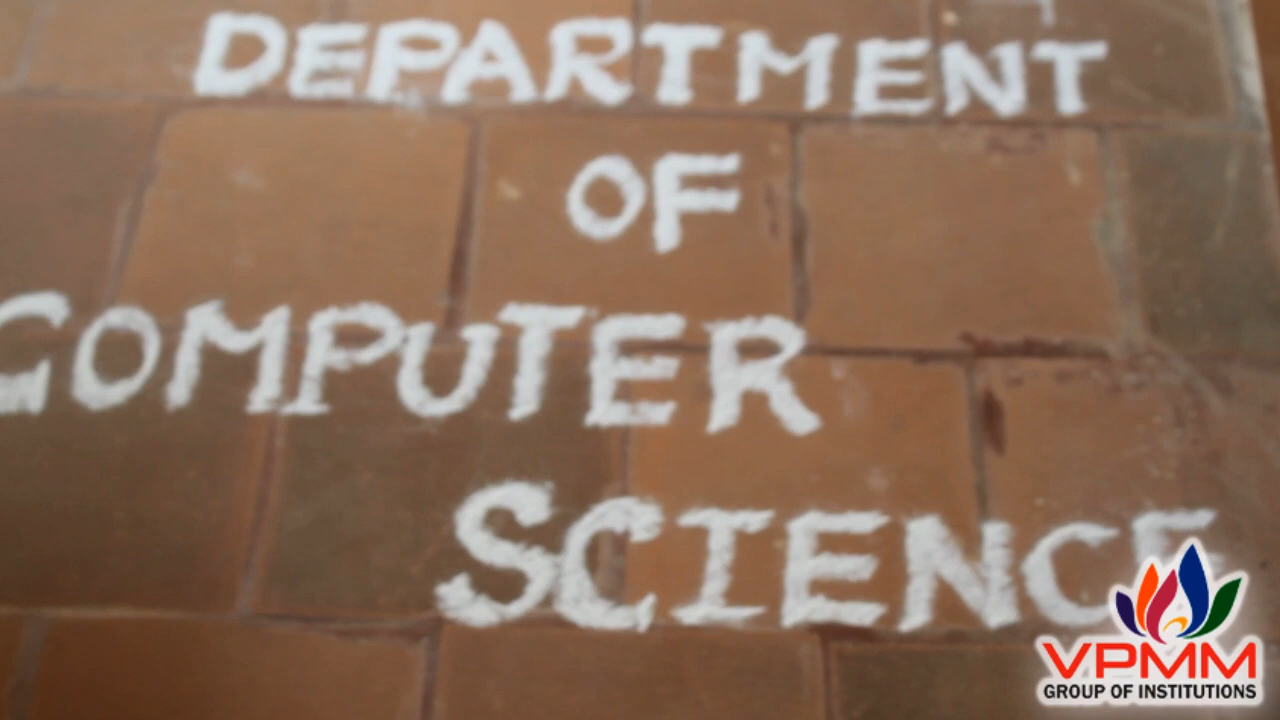 DEPARTMENT
OF
COMPUTER
SCIENCE
VPMM
GROUP OF INSTITUTIONS